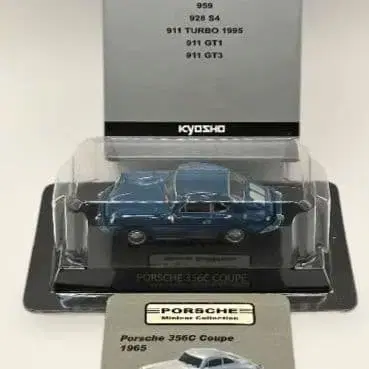 959
928 S4
911 TURBO 1995
911 GT1
911 GT3
KYOSHO
PORSCHE 356C COUPE
PORSCHE
Minicar Collection
Porsche 356C Coupe
1965